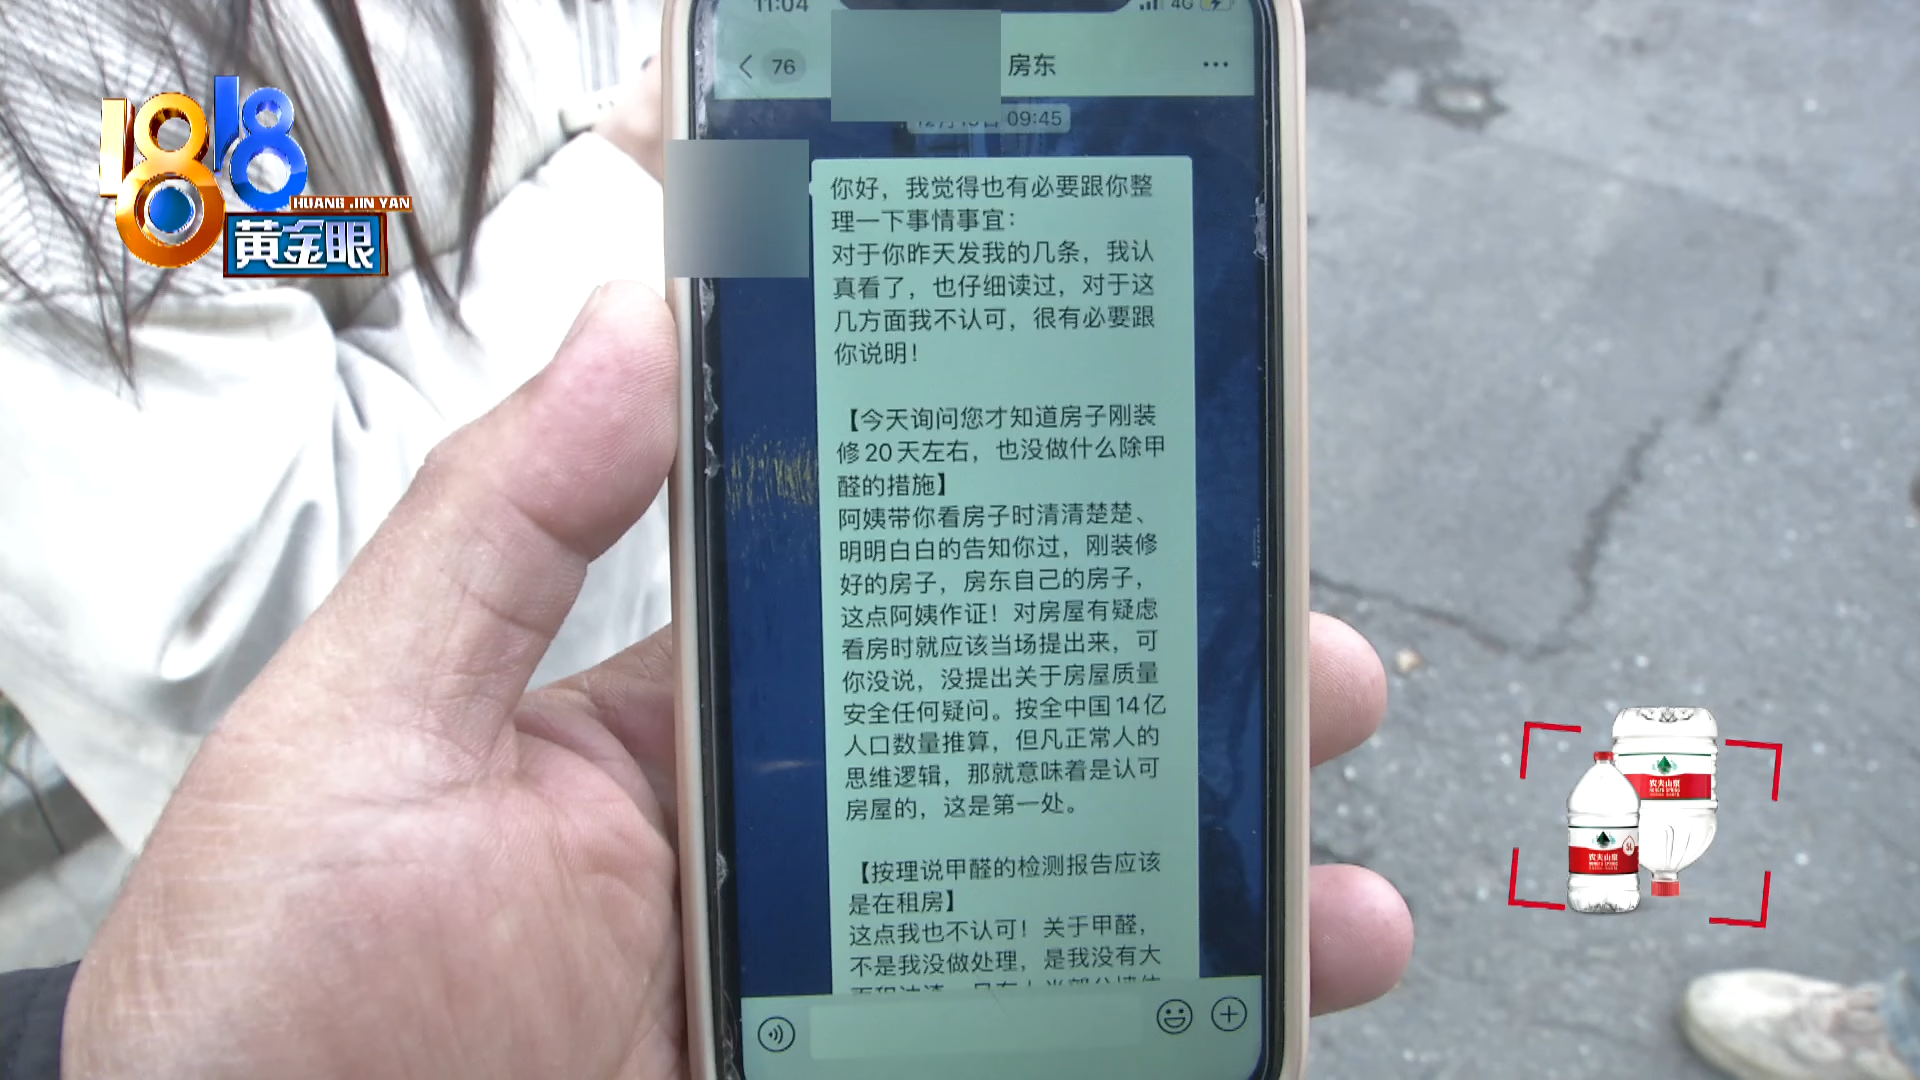 11:04
4G
1818
HUANG JIN YAN
黄金眼
76
房东
09:45
你好，我觉得也有必要跟你整
理一下事情事宜：
对于你昨天发我的几条，我认
真看了，也仔细读过，对于这
几方面我不认可，很有必要跟
你说明！
【今天询问您才知道房子刚装
修20天左右，也没做什么除甲
醛的措施】
阿姨带你看房子时清清楚楚、
明明白白的告知你过，刚装修
好的房子，房东自己的房子，
这点阿姨作证！对房屋有疑虑
看房时就应该当场提出来，可
你没说，没提出关于房屋质量
安全任何疑问。按全中国14亿
人口数量推算，但凡正常人的
思维逻辑，那就意味着是认可
房屋的，这是第一处。
【按理说甲醛的检测报告应该
是在租房】
这点我也不认可！关于甲醛，
不是我没做处理，是我没有大
农夫山泉
农夫山泉
5L